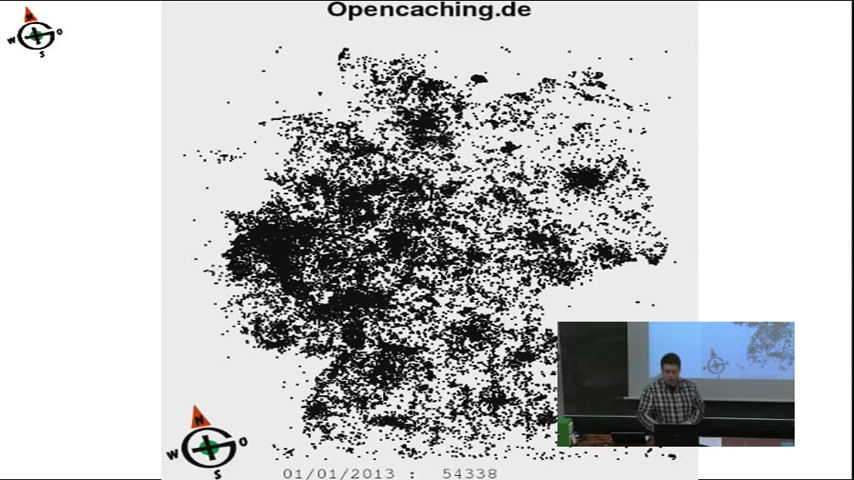 Opencaching.de
N
W O
S
N
W O
S
01/01/2013 : 54338